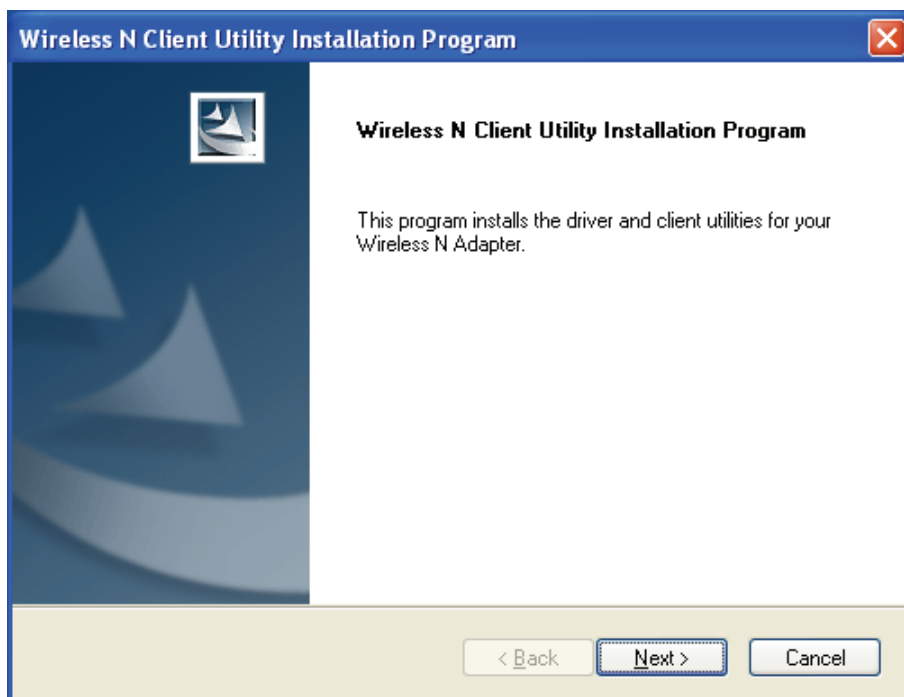 Wireless N Client Utility Installation Program
Wireless N Client Utility Installation Program
This program installs the driver and client utilities for your
Wireless N Adapter.
< Back
Next >
Cancel